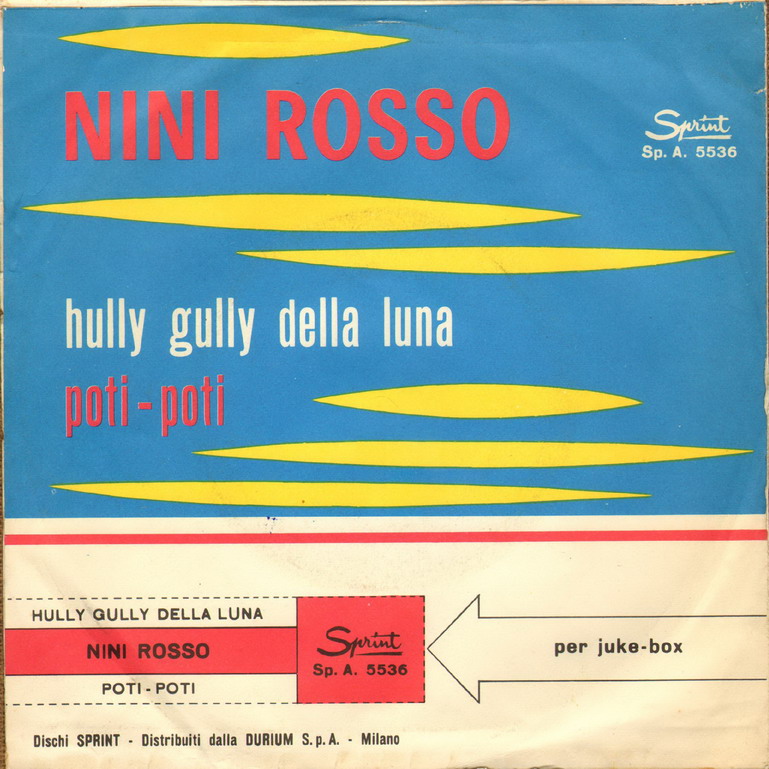 NINI ROSSO
Sprint
Sp. A. 5536
hully gully della luna
poti-poti
HULLY GULLY DELLA LUNA
NINI ROSSO
POTI-POTI
Sprint
Sp. A. 5536
per juke-box
Dischi SPRINT - Distribuiti dalla DURIUM S.p.A. - Milano